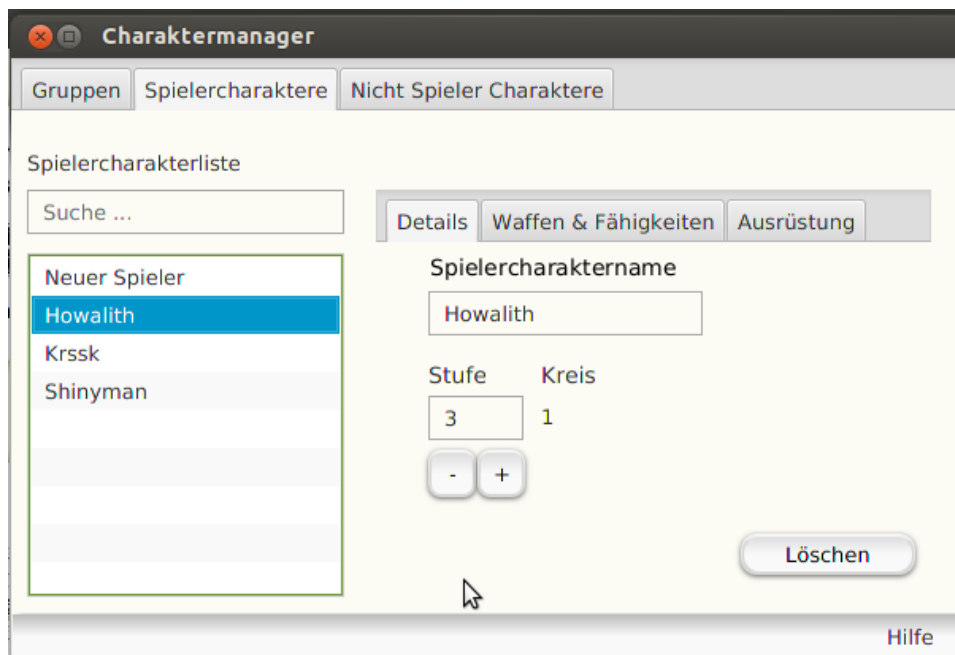 Charaktermanager
Gruppen Spielercharaktere Nicht Spieler Charaktere
Spielercharakterliste
Suche ...
Neuer Spieler
Howalith
Krssk
Shinyman
Details Waffen & Fähigkeiten Ausrüstung
Spielercharaktername
Howalith
Stufe Kreis
3 1
- +
Löschen
Hilfe